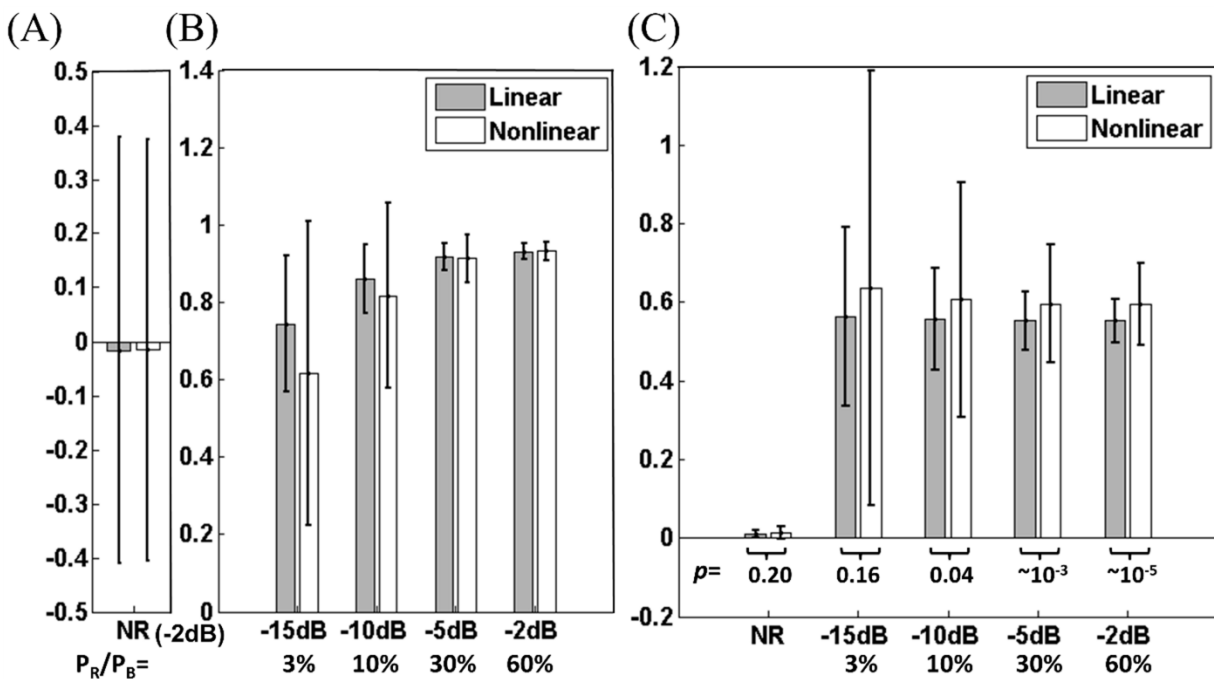 (A)
0.5
0.4
0.3
0.2
0.1
0
-0.1
-0.2
-0.3
-0.4
-0.5
NR (-2dB)
(B)
1.4
1.2
1
0.8
0.6
0.4
0.2
0
Linear
Nonlinear
-15dB -10dB -5dB -2dB
P_R/P_B= 3% 10% 30% 60%
(C)
1.2
1
0.8
0.6
0.4
0.2
0
-0.2
Linear
Nonlinear
p= 0.20 0.16 0.04 ~10⁻³ ~10⁻⁵
NR -15dB -10dB -5dB -2dB
3% 10% 30% 60%